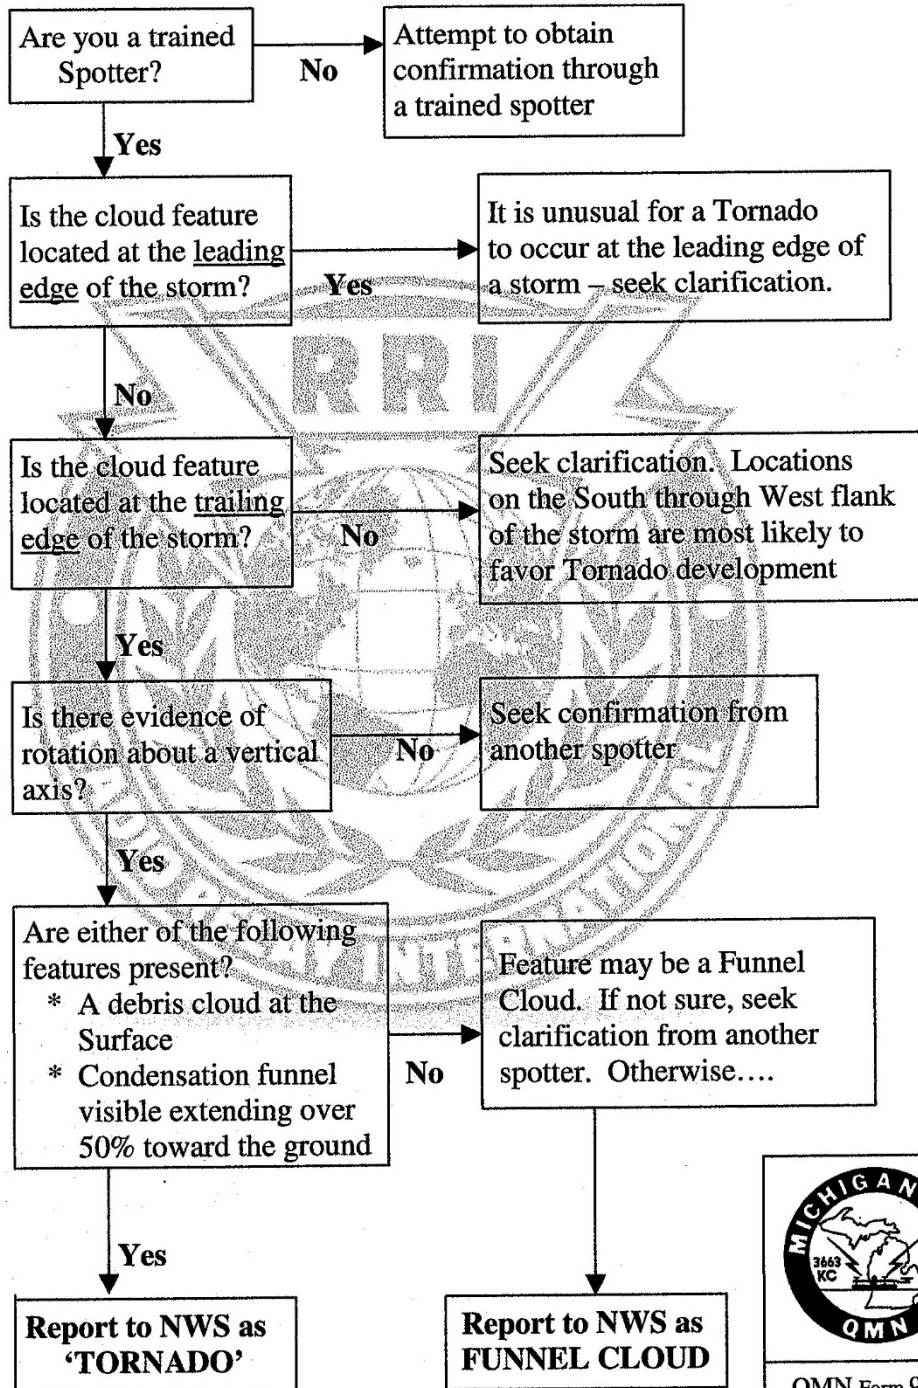 Are you a trained
Spotter?
No
Attempt to obtain
confirmation through
a trained spotter
Yes
Is the cloud feature
located at the leading
edge of the storm?
Yes
It is unusual for a Tornado
to occur at the leading edge of
a storm – seek clarification.
RRI
No
Is the cloud feature
located at the trailing
edge of the storm?
No
Seek clarification. Locations
on the South through West flank
of the storm are most likely to
favor Tornado development
Yes
Is there evidence of
rotation about a vertical
axis?
No
Seek confirmation from
another spotter
RADIO RELAY INTERNATIONAL
Yes
Are either of the following
features present?
* A debris cloud at the
Surface
* Condensation funnel
visible extending over
50% toward the ground
No
Feature may be a Funnel
Cloud. If not sure, seek
clarification from another
spotter. Otherwise….
Yes
Report to NWS as
‘TORNADO’
Report to NWS as
FUNNEL CLOUD
MICHIGAN
3663
KC
QMN
QMN Form